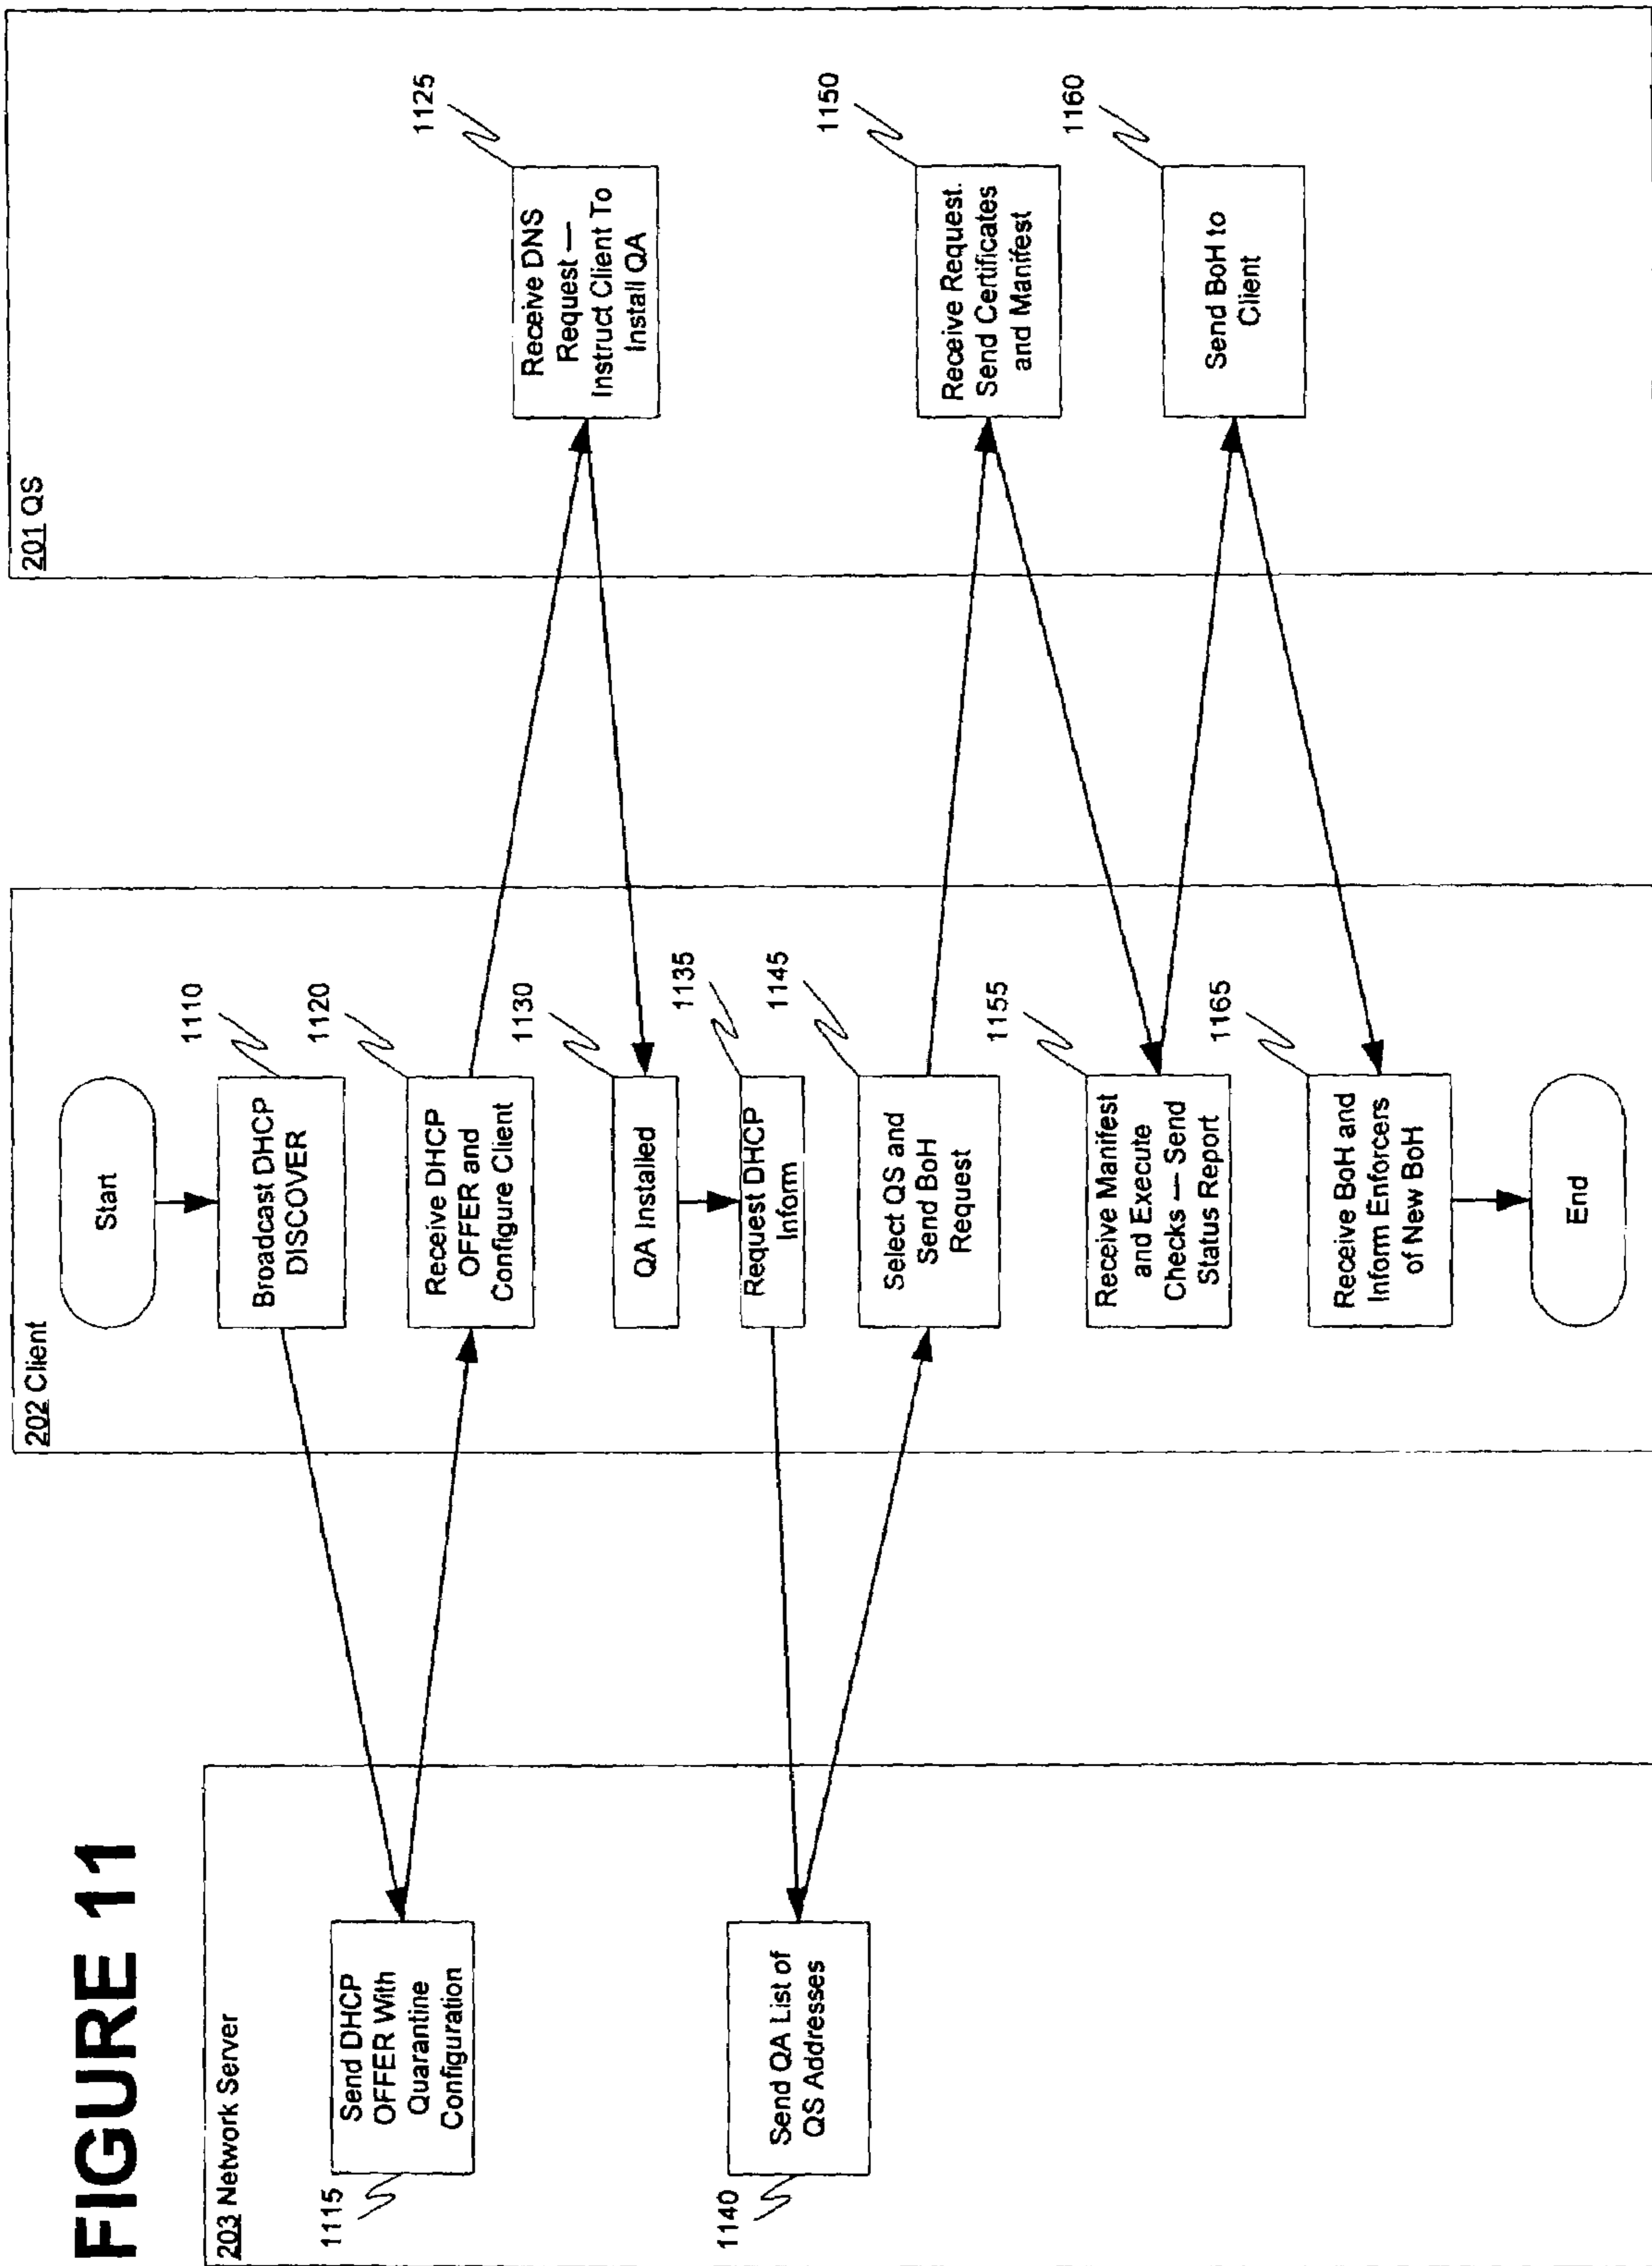 FIGURE 11
203 Network Server
1115
Send DHCP
OFFER With
Quarantine
Configuration
1140
Send QA List of
QS Addresses
202 Client
Start
1110
Broadcast DHCP
DISCOVER
1120
Receive DHCP
OFFER and
Configure Client
1130
QA Installed
1135
Request DHCP
Inform
1145
Select QS and
Send BoH
Request
1155
Receive Manifest
and Execute
Checks — Send
Status Report
1165
Receive BoH and
Inform Enforcers
of New BoH
End
201 QS
1125
Receive DNS
Request —
Instruct Client To
Install QA
1150
Receive Request.
Send Certificates
and Manifest
1160
Send BoH to
Client